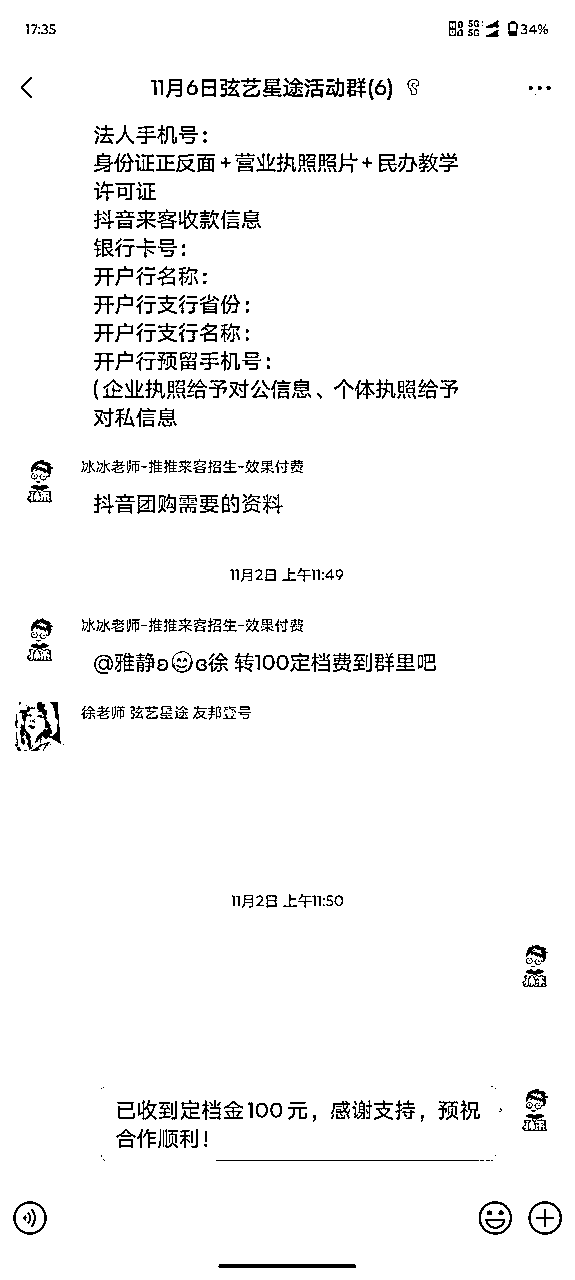 17:35
5G 5G 34%
11月6日弦艺星途活动群(6)
法人手机号：
身份证正反面+营业执照照片+民办教学
许可证
抖音来客收款信息
银行卡号：
开户行名称：
开户行支行省份：
开户行支行名称：
开户行预留手机号：
(企业执照给予对公信息、个体执照给予
对私信息
冰冰老师-推推来客招生-效果付费
抖音团购需要的资料
11月2日 上午11:49
冰冰老师-推推来客招生-效果付费
@雅静ʚ😊ɞ徐 转100定档费到群里吧
徐老师 弦艺星途 友邦壹号
11月2日 上午11:50
已收到定档金100元，感谢支持，预祝
合作顺利！